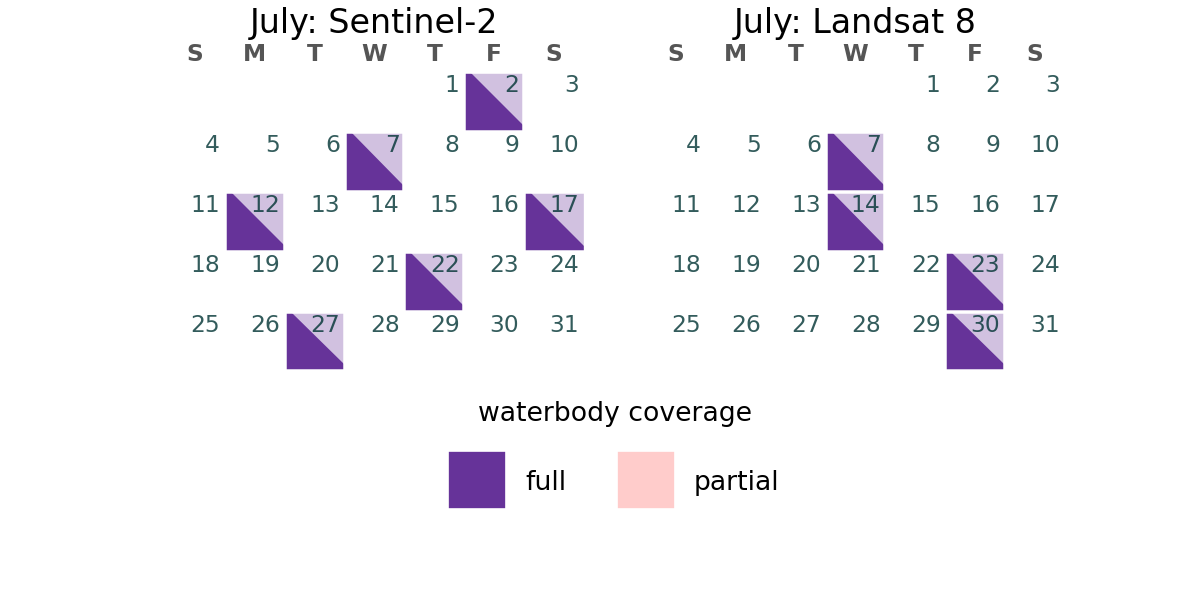 July: Sentinel-2
S M T W T F S
1 2 3
4 5 6 7 8 9 10
11 12 13 14 15 16 17
18 19 20 21 22 23 24
25 26 27 28 29 30 31
July: Landsat 8
S M T W T F S
1 2 3
4 5 6 7 8 9 10
11 12 13 14 15 16 17
18 19 20 21 22 23 24
25 26 27 28 29 30 31
waterbody coverage
full partial